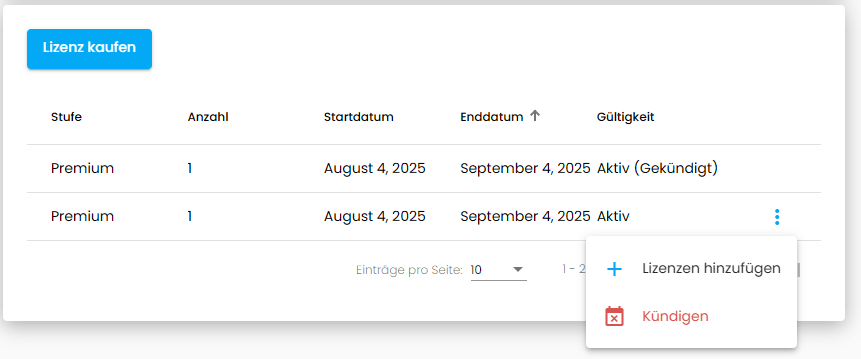 Lizenz kaufen
Stufe Anzahl Startdatum Enddatum Gültigkeit
Premium 1 August 4, 2025 September 4, 2025 Aktiv (Gekündigt)
Premium 1 August 4, 2025 September 4, 2025 Aktiv
Einträge pro Seite: 10 1 - 2
Lizenzen hinzufügen
Kündigen